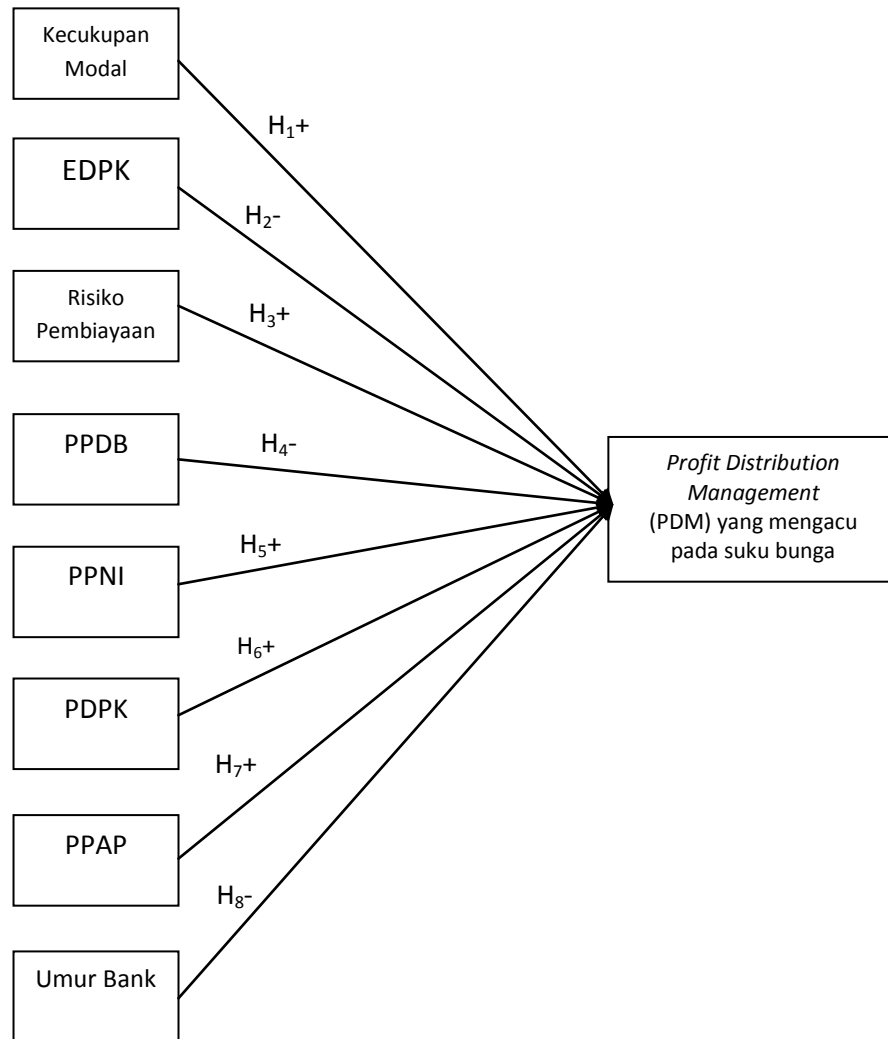 Kecukupan
Modal
H₁+
EDPK
H₂-
Risiko
Pembiayaan
H₃+
PPDB
H₄-
Profit Distribution
Management
(PDM) yang mengacu
pada suku bunga
PPNI
H₅+
PDPK
H₆+
PPAP
H₇+
Umur Bank
H₈-